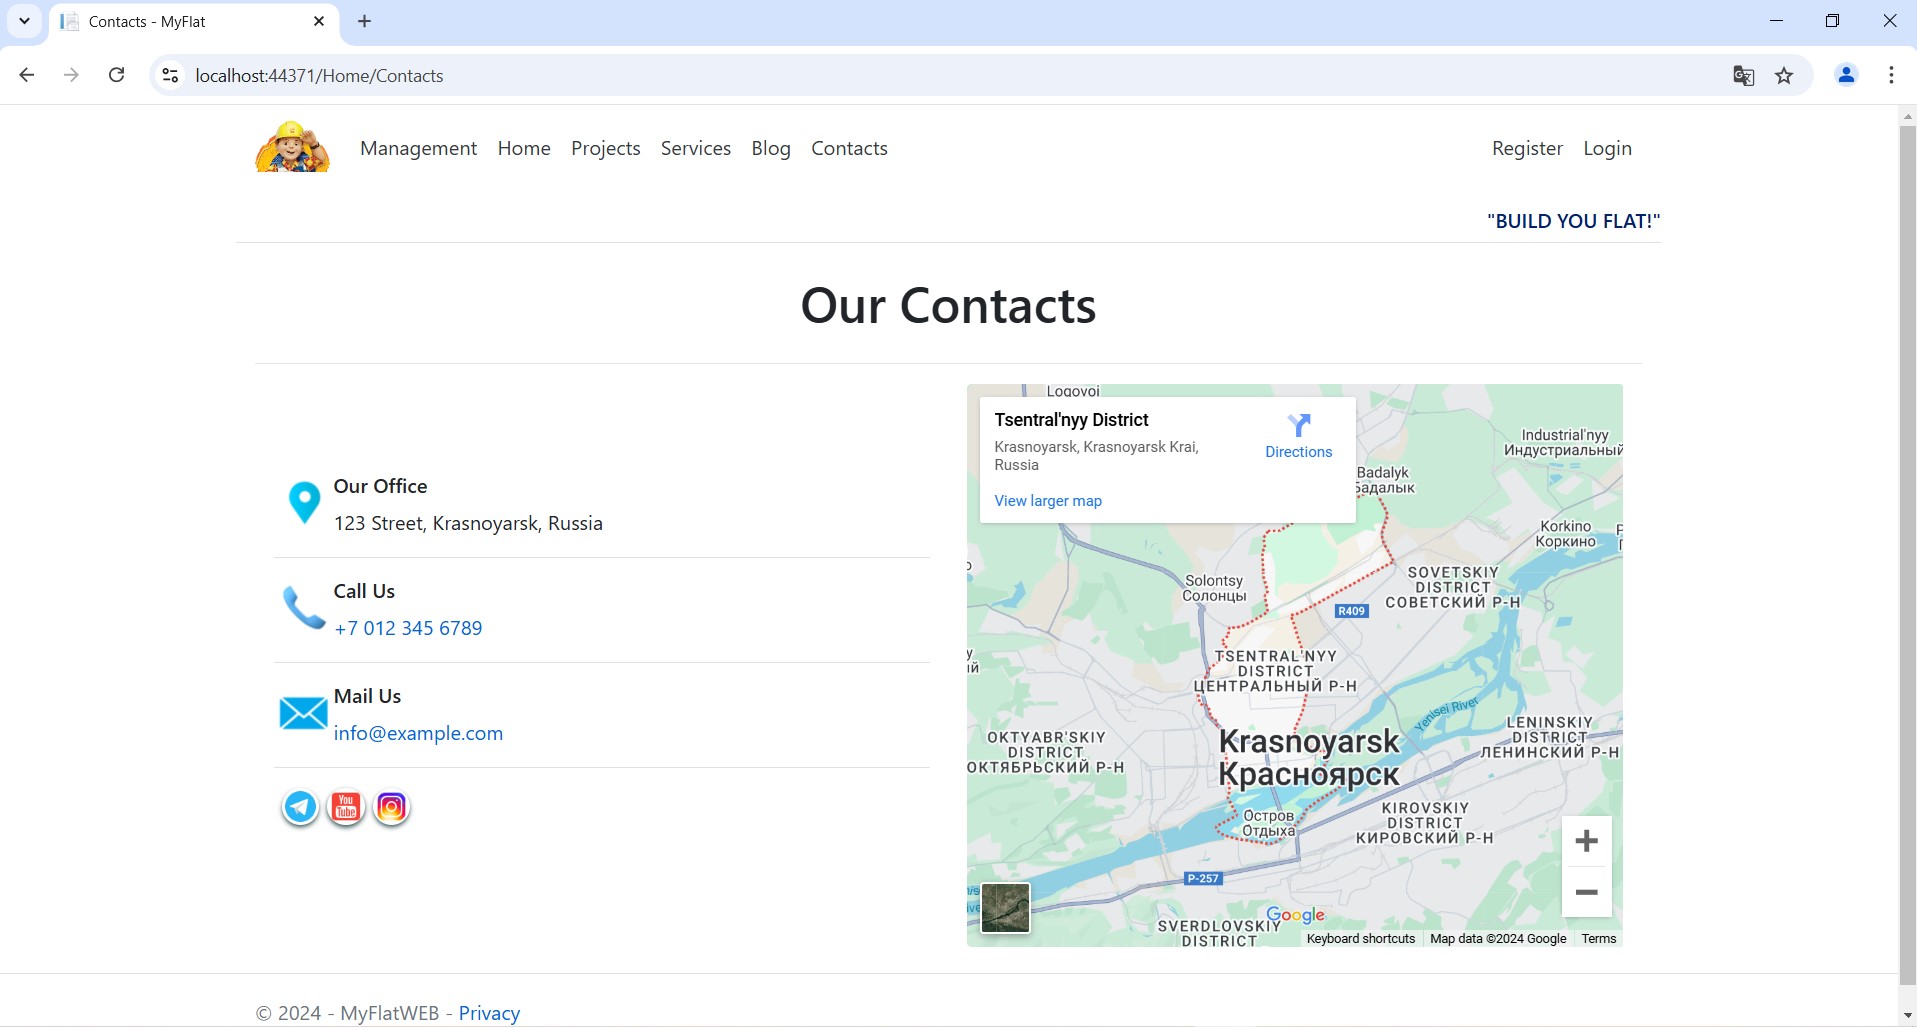 Contacts - MyFlat
localhost:44371/Home/Contacts
Management Home Projects Services Blog Contacts Register Login
"BUILD YOU FLAT!"
Our Contacts
Our Office
123 Street, Krasnoyarsk, Russia
Call Us
+7 012 345 6789
Mail Us
info@example.com
You
Tube
Logovoi
Tsentral'nyy District
Krasnoyarsk, Krasnoyarsk Krai,
Russia
Directions
View larger map
Industrial'nyy
Индустриальный
Badalyk
Бадалык
Korkino
Коркино
Solontsy
Солонцы
SOVETSKIY
DISTRICT
СОВЕТСКИЙ Р-Н
R409
TSENTRAL'NYY
DISTRICT
ЦЕНТРАЛЬНЫЙ Р-Н
Yenisei River
OKTYABR'SKIY
DISTRICT
ОКТЯБРЬСКИЙ Р-Н
LENINSKIY
DISTRICT
ЛЕНИНСКИЙ Р-Н
Krasnoyarsk
Красноярск
Остров
Отдыха
KIROVSKIY
DISTRICT
КИРОВСКИЙ Р-Н
P-257
SVERDLOVSKIY
DISTRICT
Google
Keyboard shortcuts Map data ©2024 Google Terms
© 2024 - MyFlatWEB - Privacy